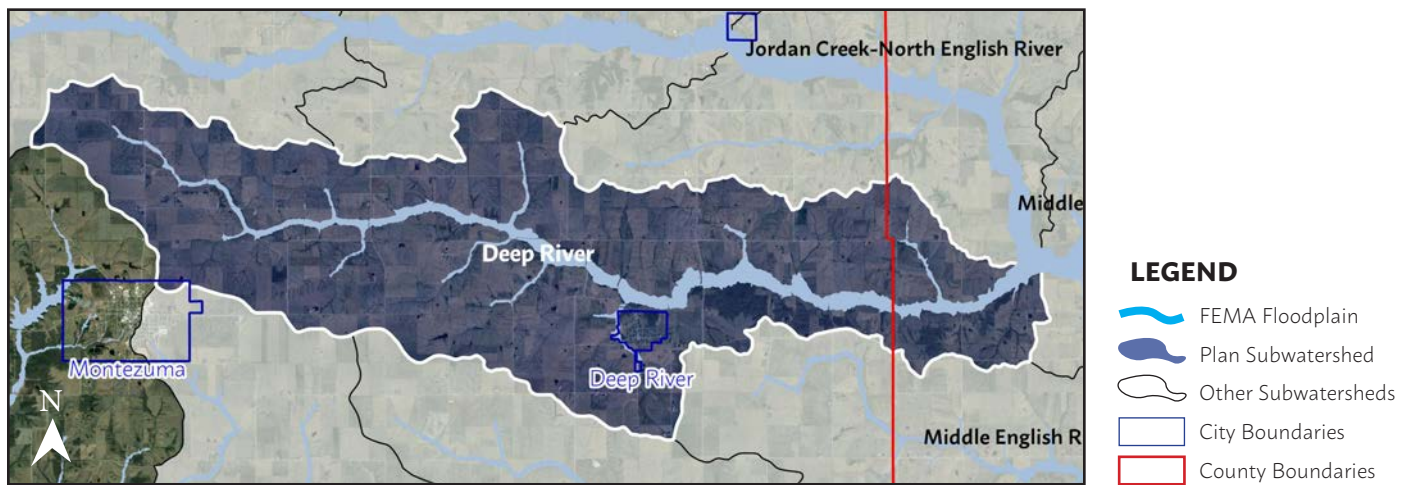 Jordan Creek-North English River
Middle
Deep River
Montezuma
Deep River
N
Middle English R
LEGEND
FEMA Floodplain
Plan Subwatershed
Other Subwatersheds
City Boundaries
County Boundaries